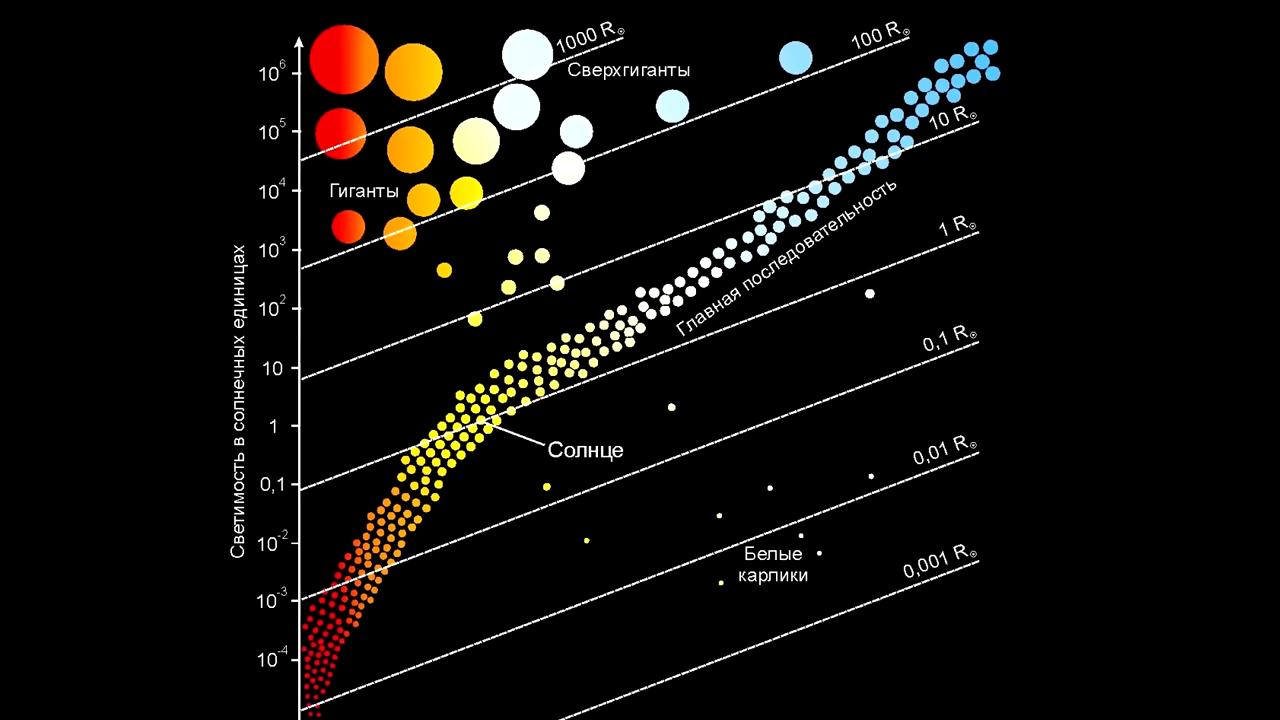 1000 R☉
100 R☉
Сверхгиганты
10⁶
10⁵
10 R☉
Гиганты
10⁴
Главная последовательность
1 R☉
10³
10²
0,1 R☉
10
1
Солнце
0,01 R☉
0,1
Светимость в солнечных единицах
10⁻²
Белые
карлики
0,001 R☉
10⁻³
10⁻⁴